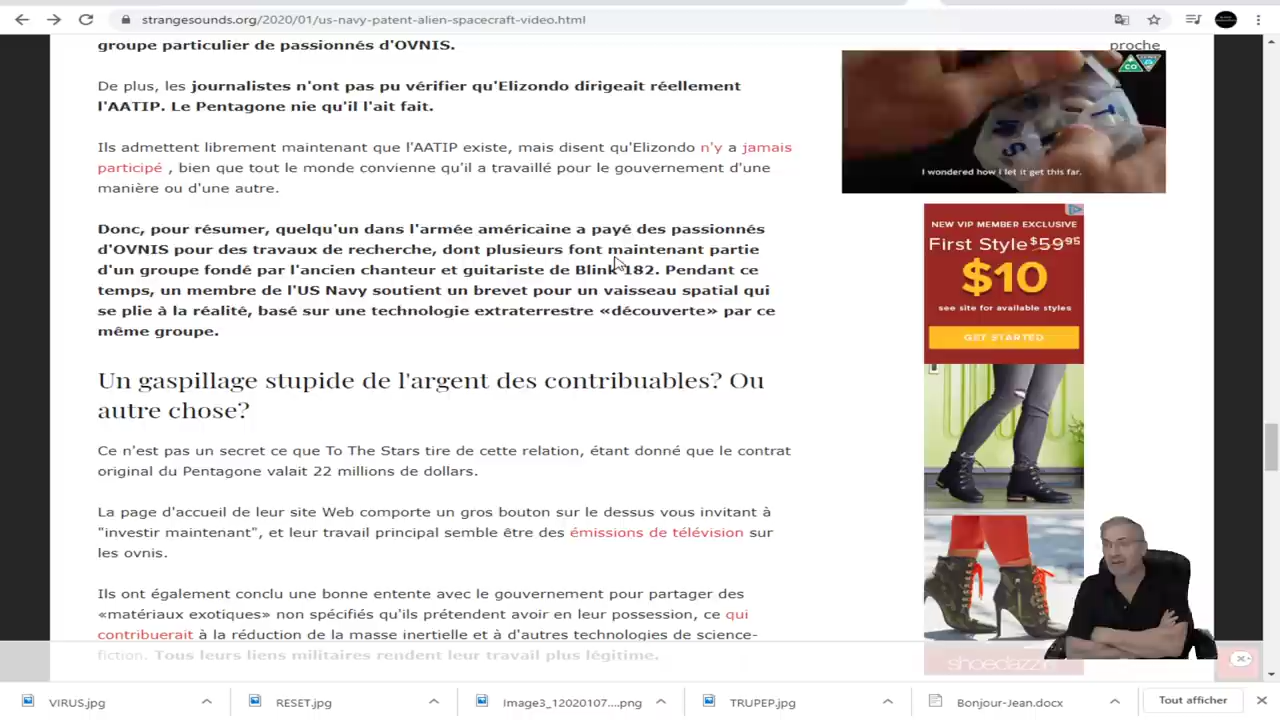 strangesounds.org/2020/01/us-navy-patent-alien-spacecraft-video.html
groupe particulier de passionnés d'OVNIS.
proche
De plus, les journalistes n'ont pas pu vérifier qu'Elizondo dirigeait réellement
l'AATIP. Le Pentagone nie qu'il l'ait fait.
Ils admettent librement maintenant que l'AATIP existe, mais disent qu'Elizondo n'y a jamais
participé , bien que tout le monde convienne qu'il a travaillé pour le gouvernement d'une
manière ou d'une autre.
Donc, pour résumer, quelqu'un dans l'armée américaine a payé des passionnés
d'OVNIS pour des travaux de recherche, dont plusieurs font maintenant partie
d'un groupe fondé par l'ancien chanteur et guitariste de Blink 182. Pendant ce
temps, un membre de l'US Navy soutient un brevet pour un vaisseau spatial qui
se plie à la réalité, basé sur une technologie extraterrestre «découverte» par ce
même groupe.
Un gaspillage stupide de l'argent des contribuables? Ou
autre chose?
Ce n'est pas un secret ce que To The Stars tire de cette relation, étant donné que le contrat
original du Pentagone valait 22 millions de dollars.
La page d'accueil de leur site Web comporte un gros bouton sur le dessus vous invitant à
"investir maintenant", et leur travail principal semble être des émissions de télévision sur
les ovnis.
Ils ont également conclu une bonne entente avec le gouvernement pour partager des
«matériaux exotiques» non spécifiés qu'ils prétendent avoir en leur possession, ce qui
contribuerait à la réduction de la masse inertielle et à d'autres technologies de science-
fiction. Tous leurs liens militaires rendent leur travail plus légitime.
I wondered how I let it get this far.
NEW VIP MEMBER EXCLUSIVE
First Style $59.95
$10
see site for available styles
GET STARTED
shoedazzle
VIRUS.jpg
RESET.jpg
Image3_12020107....png
TRUPEP.jpg
Bonjour-Jean.docx
Tout afficher